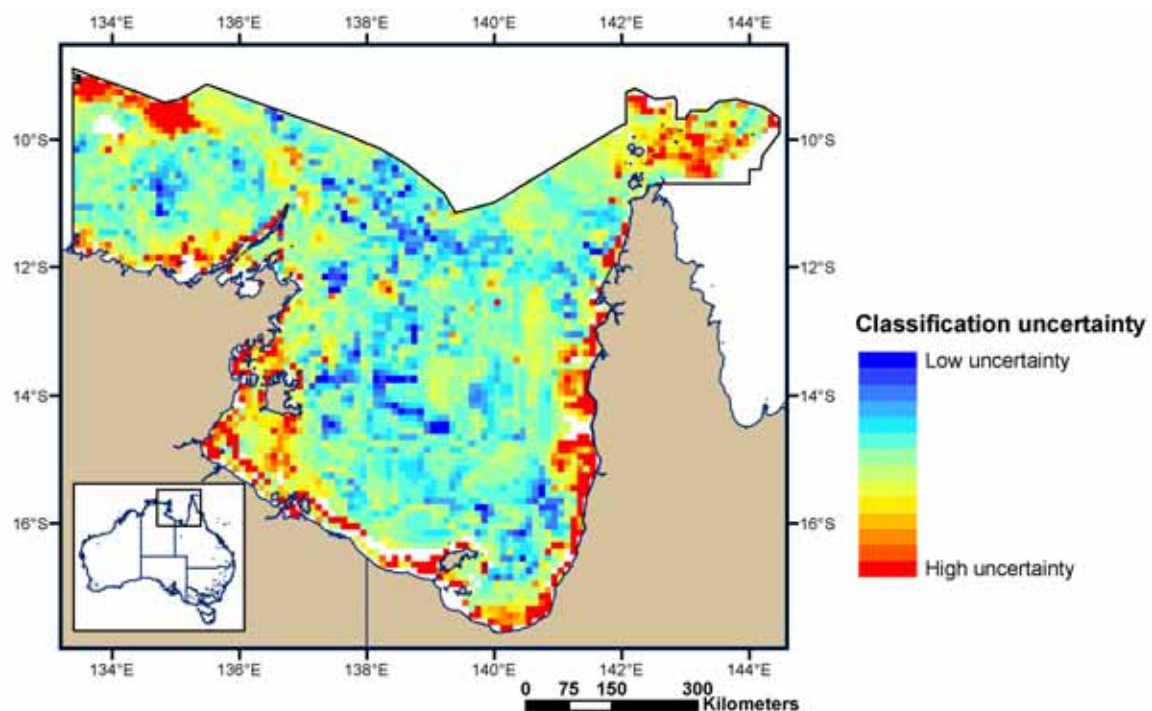 134°E 136°E 138°E 140°E 142°E 144°E
10°S 10°S
12°S 12°S
14°S 14°S
16°S 16°S
Classification uncertainty
Low uncertainty
High uncertainty
134°E 136°E 138°E 140°E 142°E 144°E
0 75 150 300
Kilometers